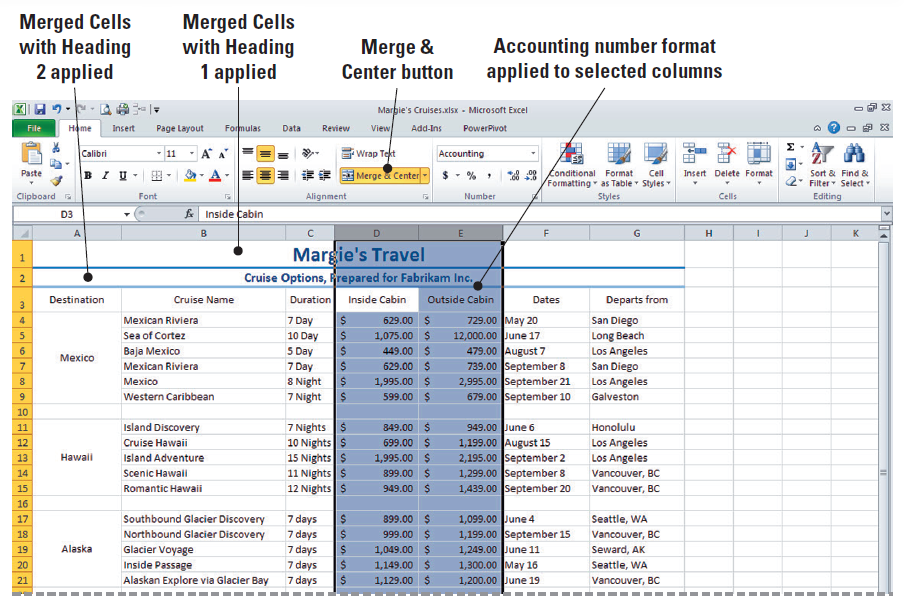 Merged Cells with Heading 2 applied
Merged Cells with Heading 1 applied
Merge & Center button
Accounting number format applied to selected columns
Margie's Cruises.xlsx - Microsoft Excel
File Home Insert Page Layout Formulas Data Review View Add-Ins PowerPivot
Calibri 11 Wrap Text Accounting
Paste B I U Merge & Center $ % , Conditional Formatting Format as Table Cell Styles Insert Delete Format Sort & Filter Find & Select
Clipboard Font Alignment Number Styles Cells Editing
D3 fx Inside Cabin
A B C D E F G H I J K
1 Margie's Travel
2 Cruise Options, Prepared for Fabrikam Inc.
3 Destination Cruise Name Duration Inside Cabin Outside Cabin Dates Departs from
4 Mexican Riviera 7 Day $ 629.00 $ 729.00 May 20 San Diego
5 Sea of Cortez 10 Day $ 1,075.00 $ 12,000.00 June 17 Long Beach
6 Baja Mexico 5 Day $ 449.00 $ 479.00 August 7 Los Angeles
Mexico
7 Mexican Riviera 7 Day $ 629.00 $ 739.00 September 8 San Diego
8 Mexico 8 Night $ 1,995.00 $ 2,995.00 September 21 Los Angeles
9 Western Caribbean 7 Night $ 599.00 $ 679.00 September 10 Galveston
10
11 Island Discovery 7 Nights $ 849.00 $ 949.00 June 6 Honolulu
12 Cruise Hawaii 10 Nights $ 699.00 $ 1,199.00 August 15 Los Angeles
13 Hawaii Island Adventure 15 Nights $ 1,995.00 $ 2,195.00 September 2 Los Angeles
14 Scenic Hawaii 11 Nights $ 899.00 $ 1,299.00 September 8 Vancouver, BC
15 Romantic Hawaii 12 Nights $ 949.00 $ 1,439.00 September 20 Vancouver, BC
16
17 Southbound Glacier Discovery 7 days $ 899.00 $ 1,099.00 June 4 Seattle, WA
18 Northbound Glacier Discovery 7 days $ 999.00 $ 1,199.00 September 15 Vancouver, BC
19 Alaska Glacier Voyage 7 days $ 1,049.00 $ 1,249.00 June 11 Seward, AK
20 Inside Passage 7 days $ 1,149.00 $ 1,300.00 May 16 Seattle, WA
21 Alaskan Explore via Glacier Bay 7 days $ 1,129.00 $ 1,200.00 June 19 Vancouver, BC